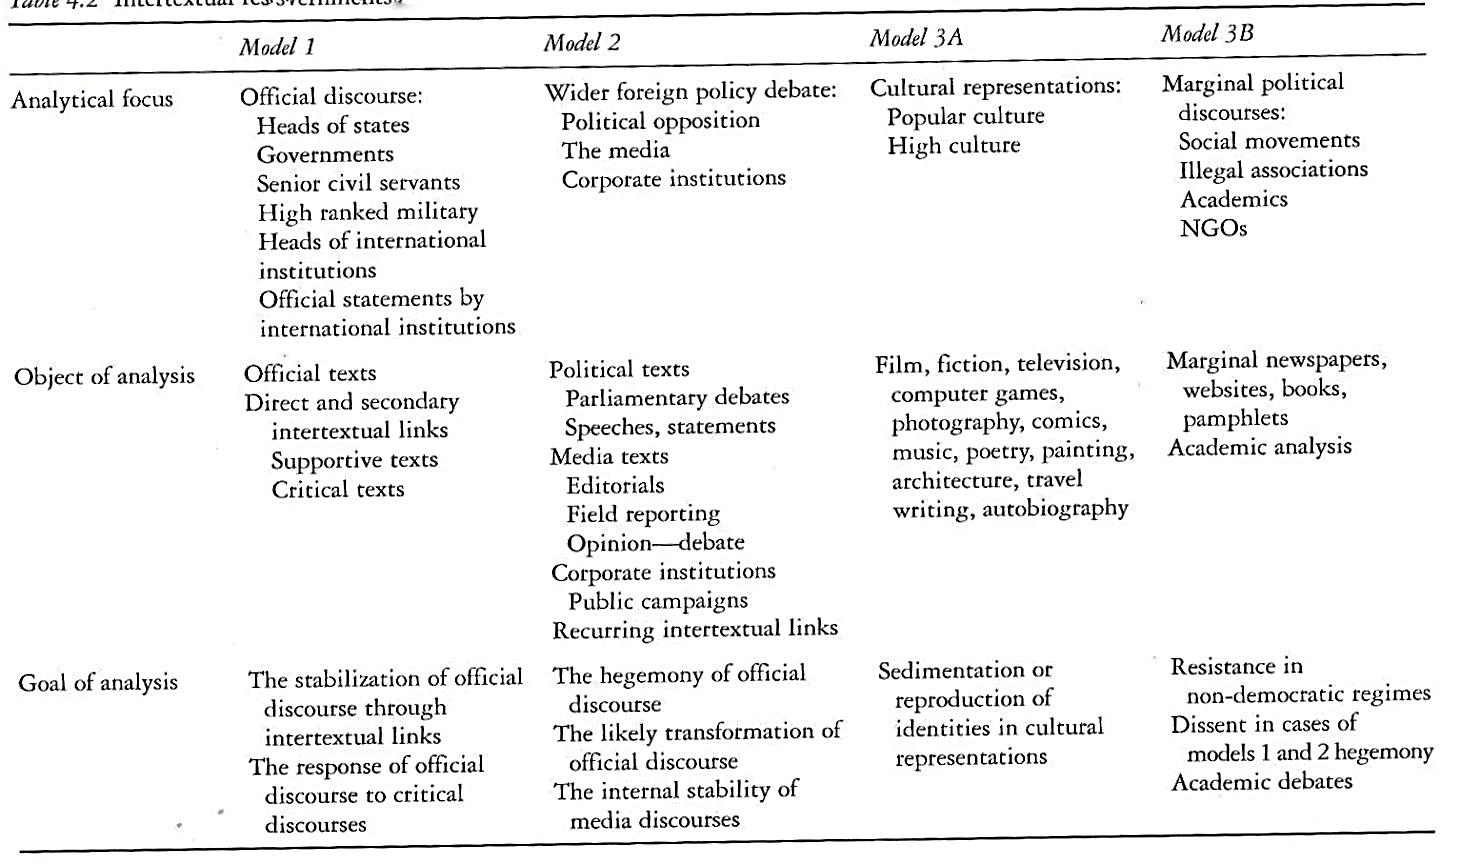 Table 4.2 Intertextual
Model 1 Model 2 Model 3A Model 3B
Analytical focus
Official discourse:
Heads of states
Governments
Senior civil servants
High ranked military
Heads of international
institutions
Official statements by
international institutions
Wider foreign policy debate:
Political opposition
The media
Corporate institutions
Cultural representations:
Popular culture
High culture
Marginal political
discourses:
Social movements
Illegal associations
Academics
NGOs
Object of analysis
Official texts
Direct and secondary
intertextual links
Supportive texts
Critical texts
Political texts
Parliamentary debates
Speeches, statements
Media texts
Editorials
Field reporting
Opinion—debate
Corporate institutions
Public campaigns
Recurring intertextual links
Film, fiction, television,
computer games,
photography, comics,
music, poetry, painting,
architecture, travel
writing, autobiography
Marginal newspapers,
websites, books,
pamphlets
Academic analysis
Goal of analysis
The stabilization of official
discourse through
intertextual links
The response of official
discourse to critical
discourses
The hegemony of official
discourse
The likely transformation of
official discourse
The internal stability of
media discourses
Sedimentation or
reproduction of
identities in cultural
representations
Resistance in
non-democratic regimes
Dissent in cases of
models 1 and 2 hegemony
Academic debates